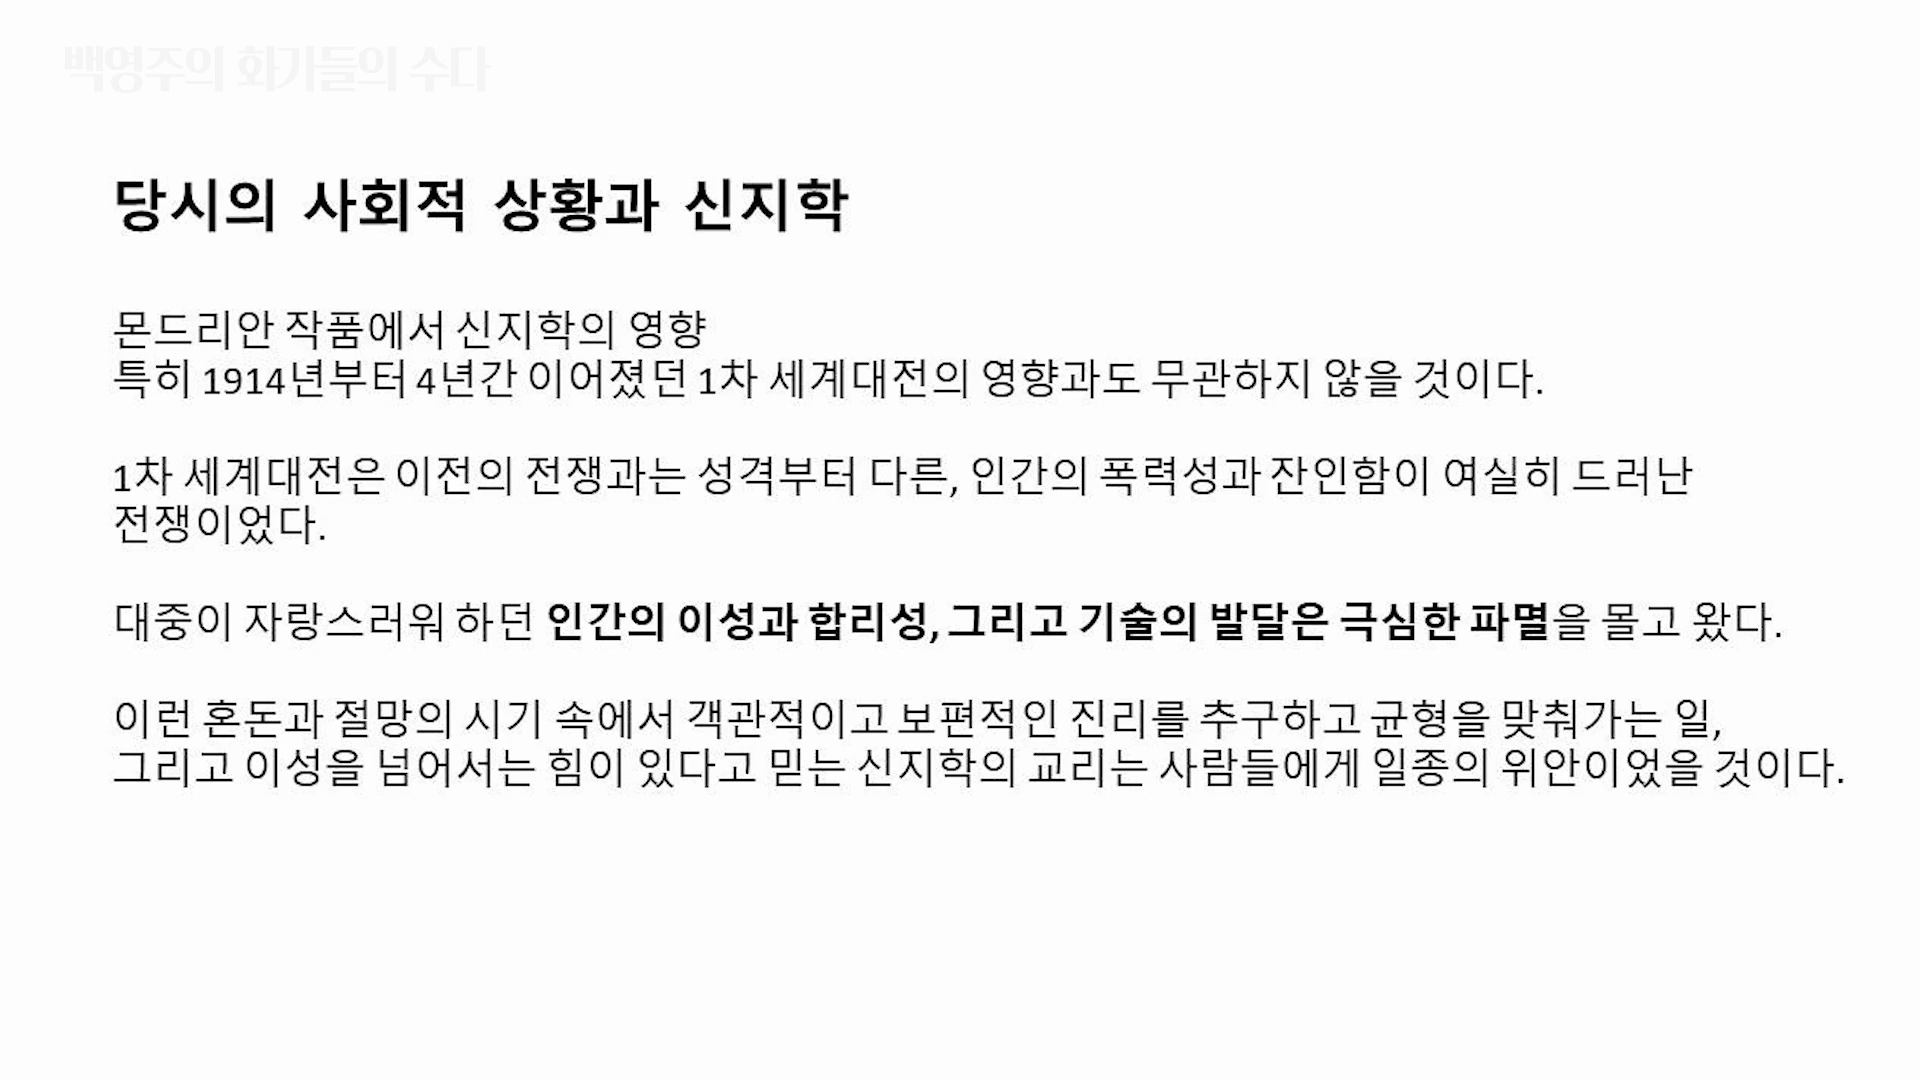 백영주의 화가들의 수다
당시의 사회적 상황과 신지학
몬드리안 작품에서 신지학의 영향
특히 1914년부터 4년간 이어졌던 1차 세계대전의 영향과도 무관하지 않을 것이다.
1차 세계대전은 이전의 전쟁과는 성격부터 다른, 인간의 폭력성과 잔인함이 여실히 드러난
전쟁이었다.
대중이 자랑스러워 하던 인간의 이성과 합리성, 그리고 기술의 발달은 극심한 파멸을 몰고 왔다.
이런 혼돈과 절망의 시기 속에서 객관적이고 보편적인 진리를 추구하고 균형을 맞춰가는 일,
그리고 이성을 넘어서는 힘이 있다고 믿는 신지학의 교리는 사람들에게 일종의 위안이었을 것이다.